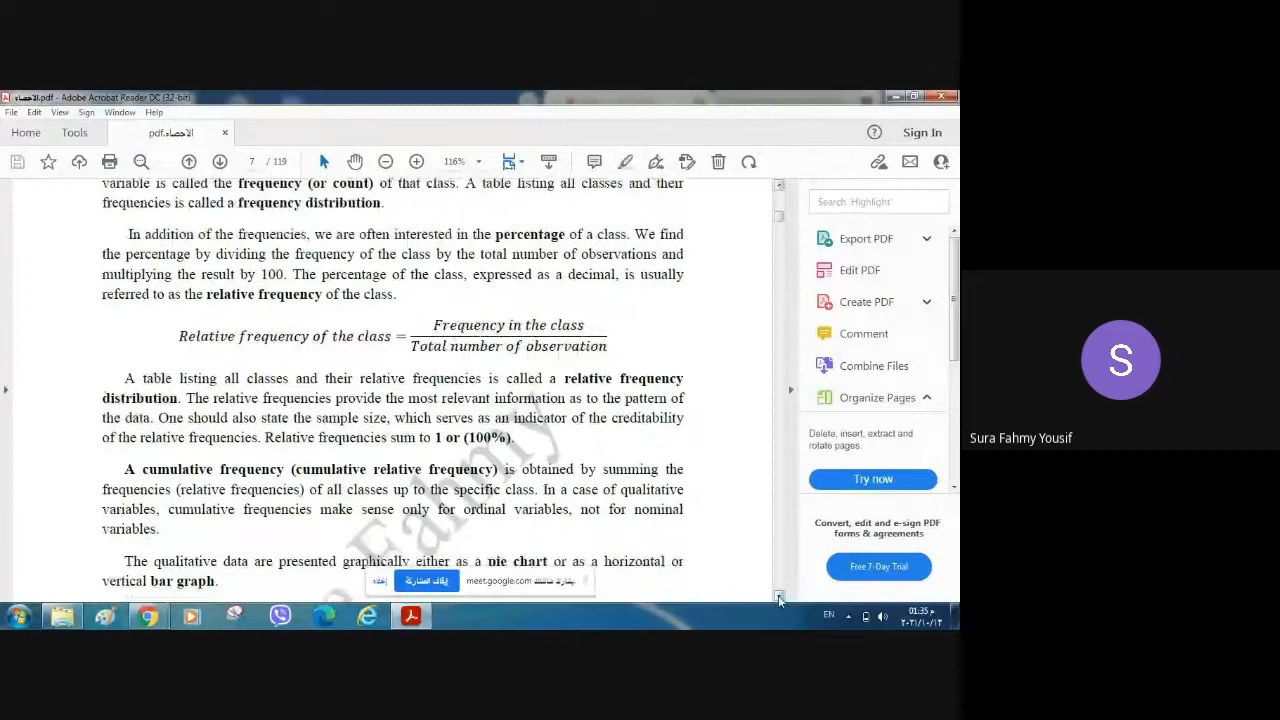 الاحصاء.pdf - Adobe Acrobat Reader DC (32-bit)
File Edit View Sign Window Help
Home Tools الاحصاء.pdf × Sign In
7 / 119 116%
variable is called the frequency (or count) of that class. A table listing all classes and their
frequencies is called a frequency distribution.
In addition of the frequencies, we are often interested in the percentage of a class. We find
the percentage by dividing the frequency of the class by the total number of observations and
multiplying the result by 100. The percentage of the class, expressed as a decimal, is usually
referred to as the relative frequency of the class.
Relative frequency of the class = Frequency in the class
Total number of observation
A table listing all classes and their relative frequencies is called a relative frequency
distribution. The relative frequencies provide the most relevant information as to the pattern of
the data. One should also state the sample size, which serves as an indicator of the creditability
of the relative frequencies. Relative frequencies sum to 1 or (100%).
A cumulative frequency (cumulative relative frequency) is obtained by summing the
frequencies (relative frequencies) of all classes up to the specific class. In a case of qualitative
variables, cumulative frequencies make sense only for ordinal variables, not for nominal
variables.
The qualitative data are presented graphically either as a pie chart or as a horizontal or
vertical bar graph.
Fahmy
Search 'Highlight'
Export PDF
Edit PDF
Create PDF
Comment
Combine Files
Organize Pages
Delete, insert, extract and
rotate pages.
Try now
Convert, edit and e-sign PDF
forms & agreements
Free 7-Day Trial
meet.google.com
إيقاف المشاركة
إخفاء
EN
01:35 م
٢٠٢١/١٠/١٣
S
Sura Fahmy Yousif